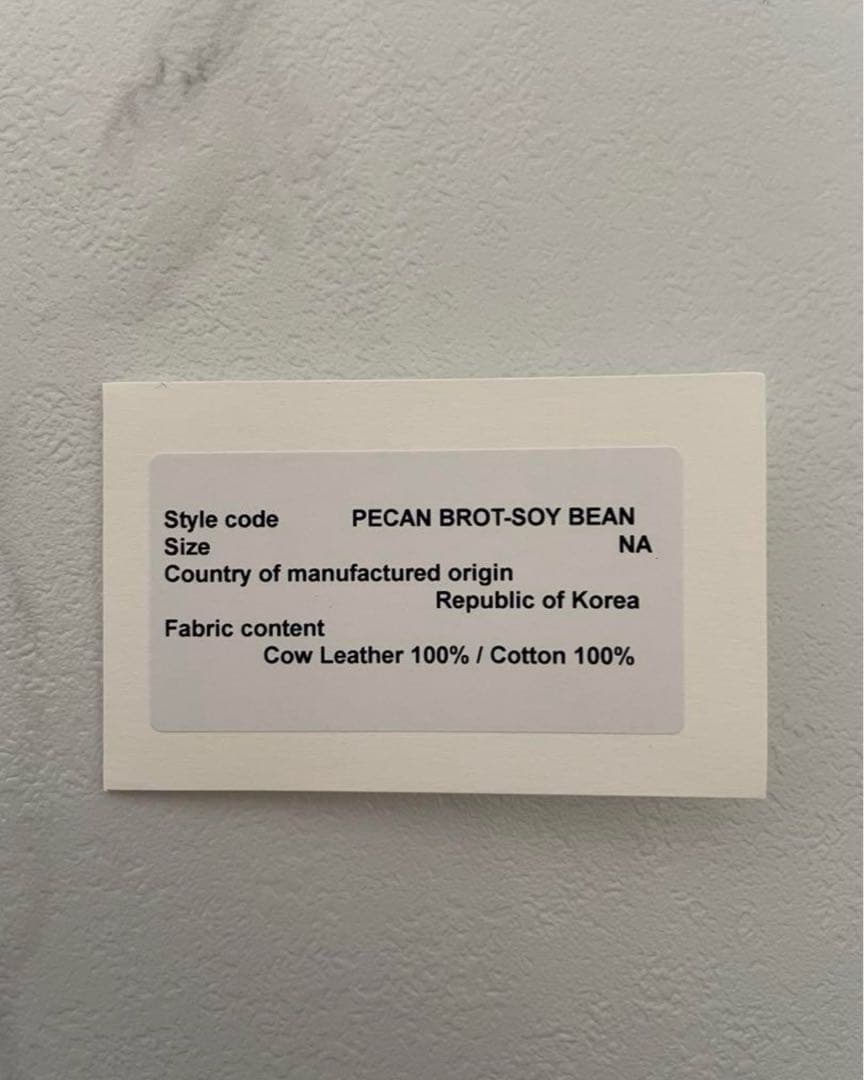 Style code PECAN BROT-SOY BEAN
Size NA
Country of manufactured origin
Republic of Korea
Fabric content
Cow Leather 100% / Cotton 100%